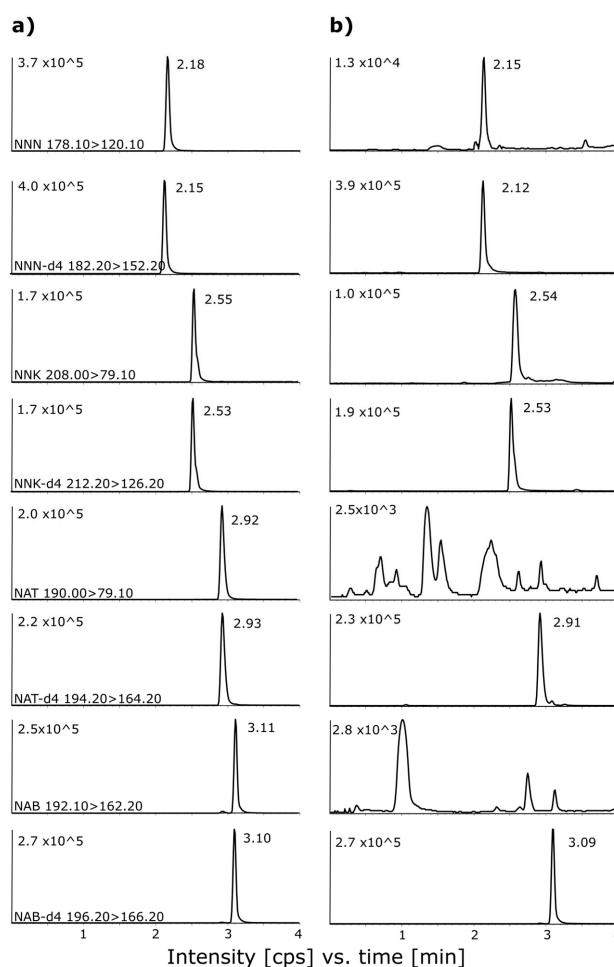 a) b)
3.7 x10^5 2.18
NNN 178.10>120.10
1.3 x10^4 2.15
4.0 x10^5 2.15
NNN-d4 182.20>152.20
3.9 x10^5 2.12
1.7 x10^5 2.55
NNK 208.00>79.10
1.0 x10^5 2.54
1.7 x10^5 2.53
NNK-d4 212.20>126.20
1.9 x10^5 2.53
2.0 x10^5 2.92
NAT 190.00>79.10
2.5x10^3
2.2 x10^5 2.93
NAT-d4 194.20>164.20
2.3 x10^5 2.91
2.5x10^5 3.11
NAB 192.10>162.20
2.8 x10^3
2.7 x10^5 3.10
NAB-d4 196.20>166.20
2.7 x10^5 3.09
1 2 3 4 1 2 3
Intensity [cps] vs. time [min]